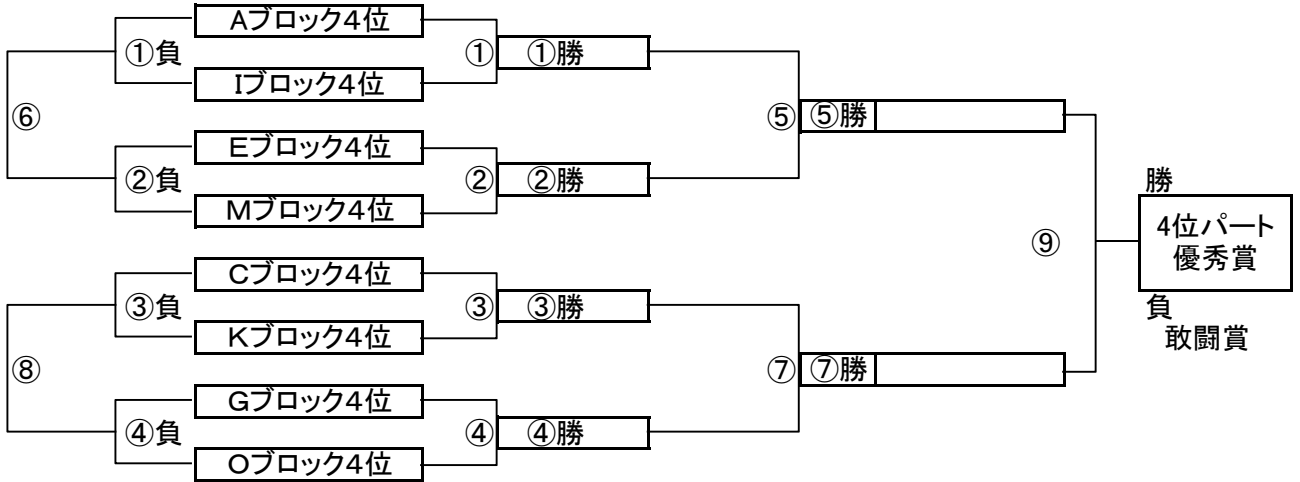 Aブロック4位
①負
①
①勝
Iブロック4位
⑥
⑤
⑤勝
Eブロック4位
②負
②
②勝
Mブロック4位
勝
4位パート
優秀賞
⑨
負
敢闘賞
Cブロック4位
③負
③
③勝
Kブロック4位
⑧
⑦
⑦勝
Gブロック4位
④負
④
④勝
Oブロック4位